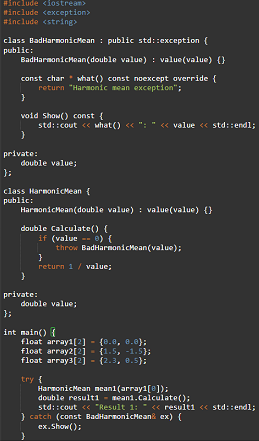 #include <iostream>
#include <exception>
#include <string>
class BadHarmonicMean : public std::exception {
public:
BadHarmonicMean(double value) : value(value) {}
const char * what() const noexcept override {
return "Harmonic mean exception";
}
void Show() const {
std::cout << what() << ": " << value << std::endl;
}
private:
double value;
};
class HarmonicMean {
public:
HarmonicMean(double value) : value(value) {}
double Calculate() {
if (value == 0) {
throw BadHarmonicMean(value);
}
return 1 / value;
}
private:
double value;
};
int main() {
float array1[2] = {0.0, 0.0};
float array2[2] = {1.5, -1.5};
float array3[2] = {2.3, 0.5};
try {
HarmonicMean mean1(array1[0]);
double result1 = mean1.Calculate();
std::cout << "Result 1: " << result1 << std::endl;
} catch (const BadHarmonicMean& ex) {
ex.Show();
}